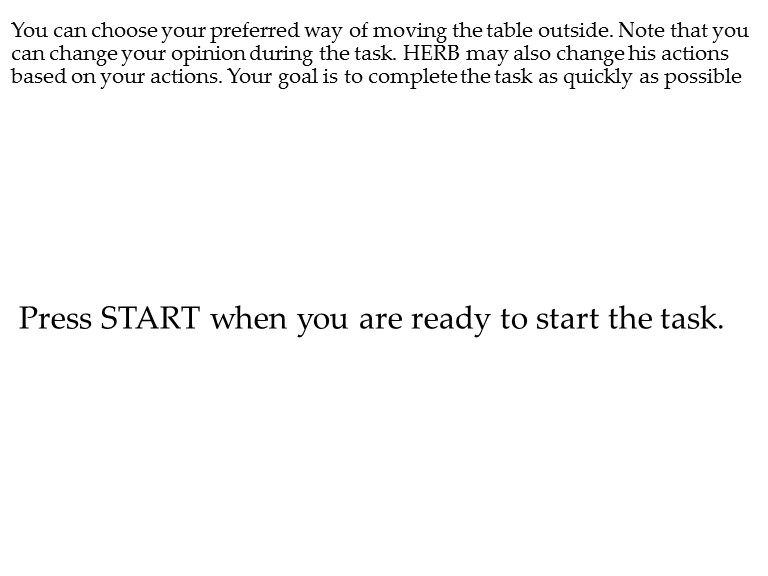 You can choose your preferred way of moving the table outside. Note that you
can change your opinion during the task. HERB may also change his actions
based on your actions. Your goal is to complete the task as quickly as possible
Press START when you are ready to start the task.